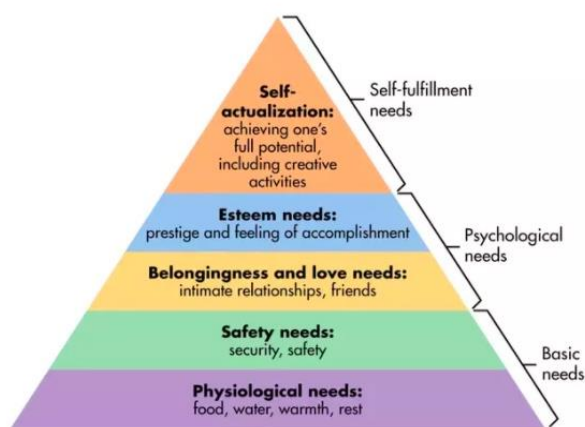 Self-
actualization:
achieving one's
full potential,
including creative
activities
Self-fulfillment
needs
Esteem needs:
prestige and feeling of accomplishment
Psychological
needs
Belongingness and love needs:
intimate relationships, friends
Safety needs:
security, safety
Basic
needs
Physiological needs:
food, water, warmth, rest